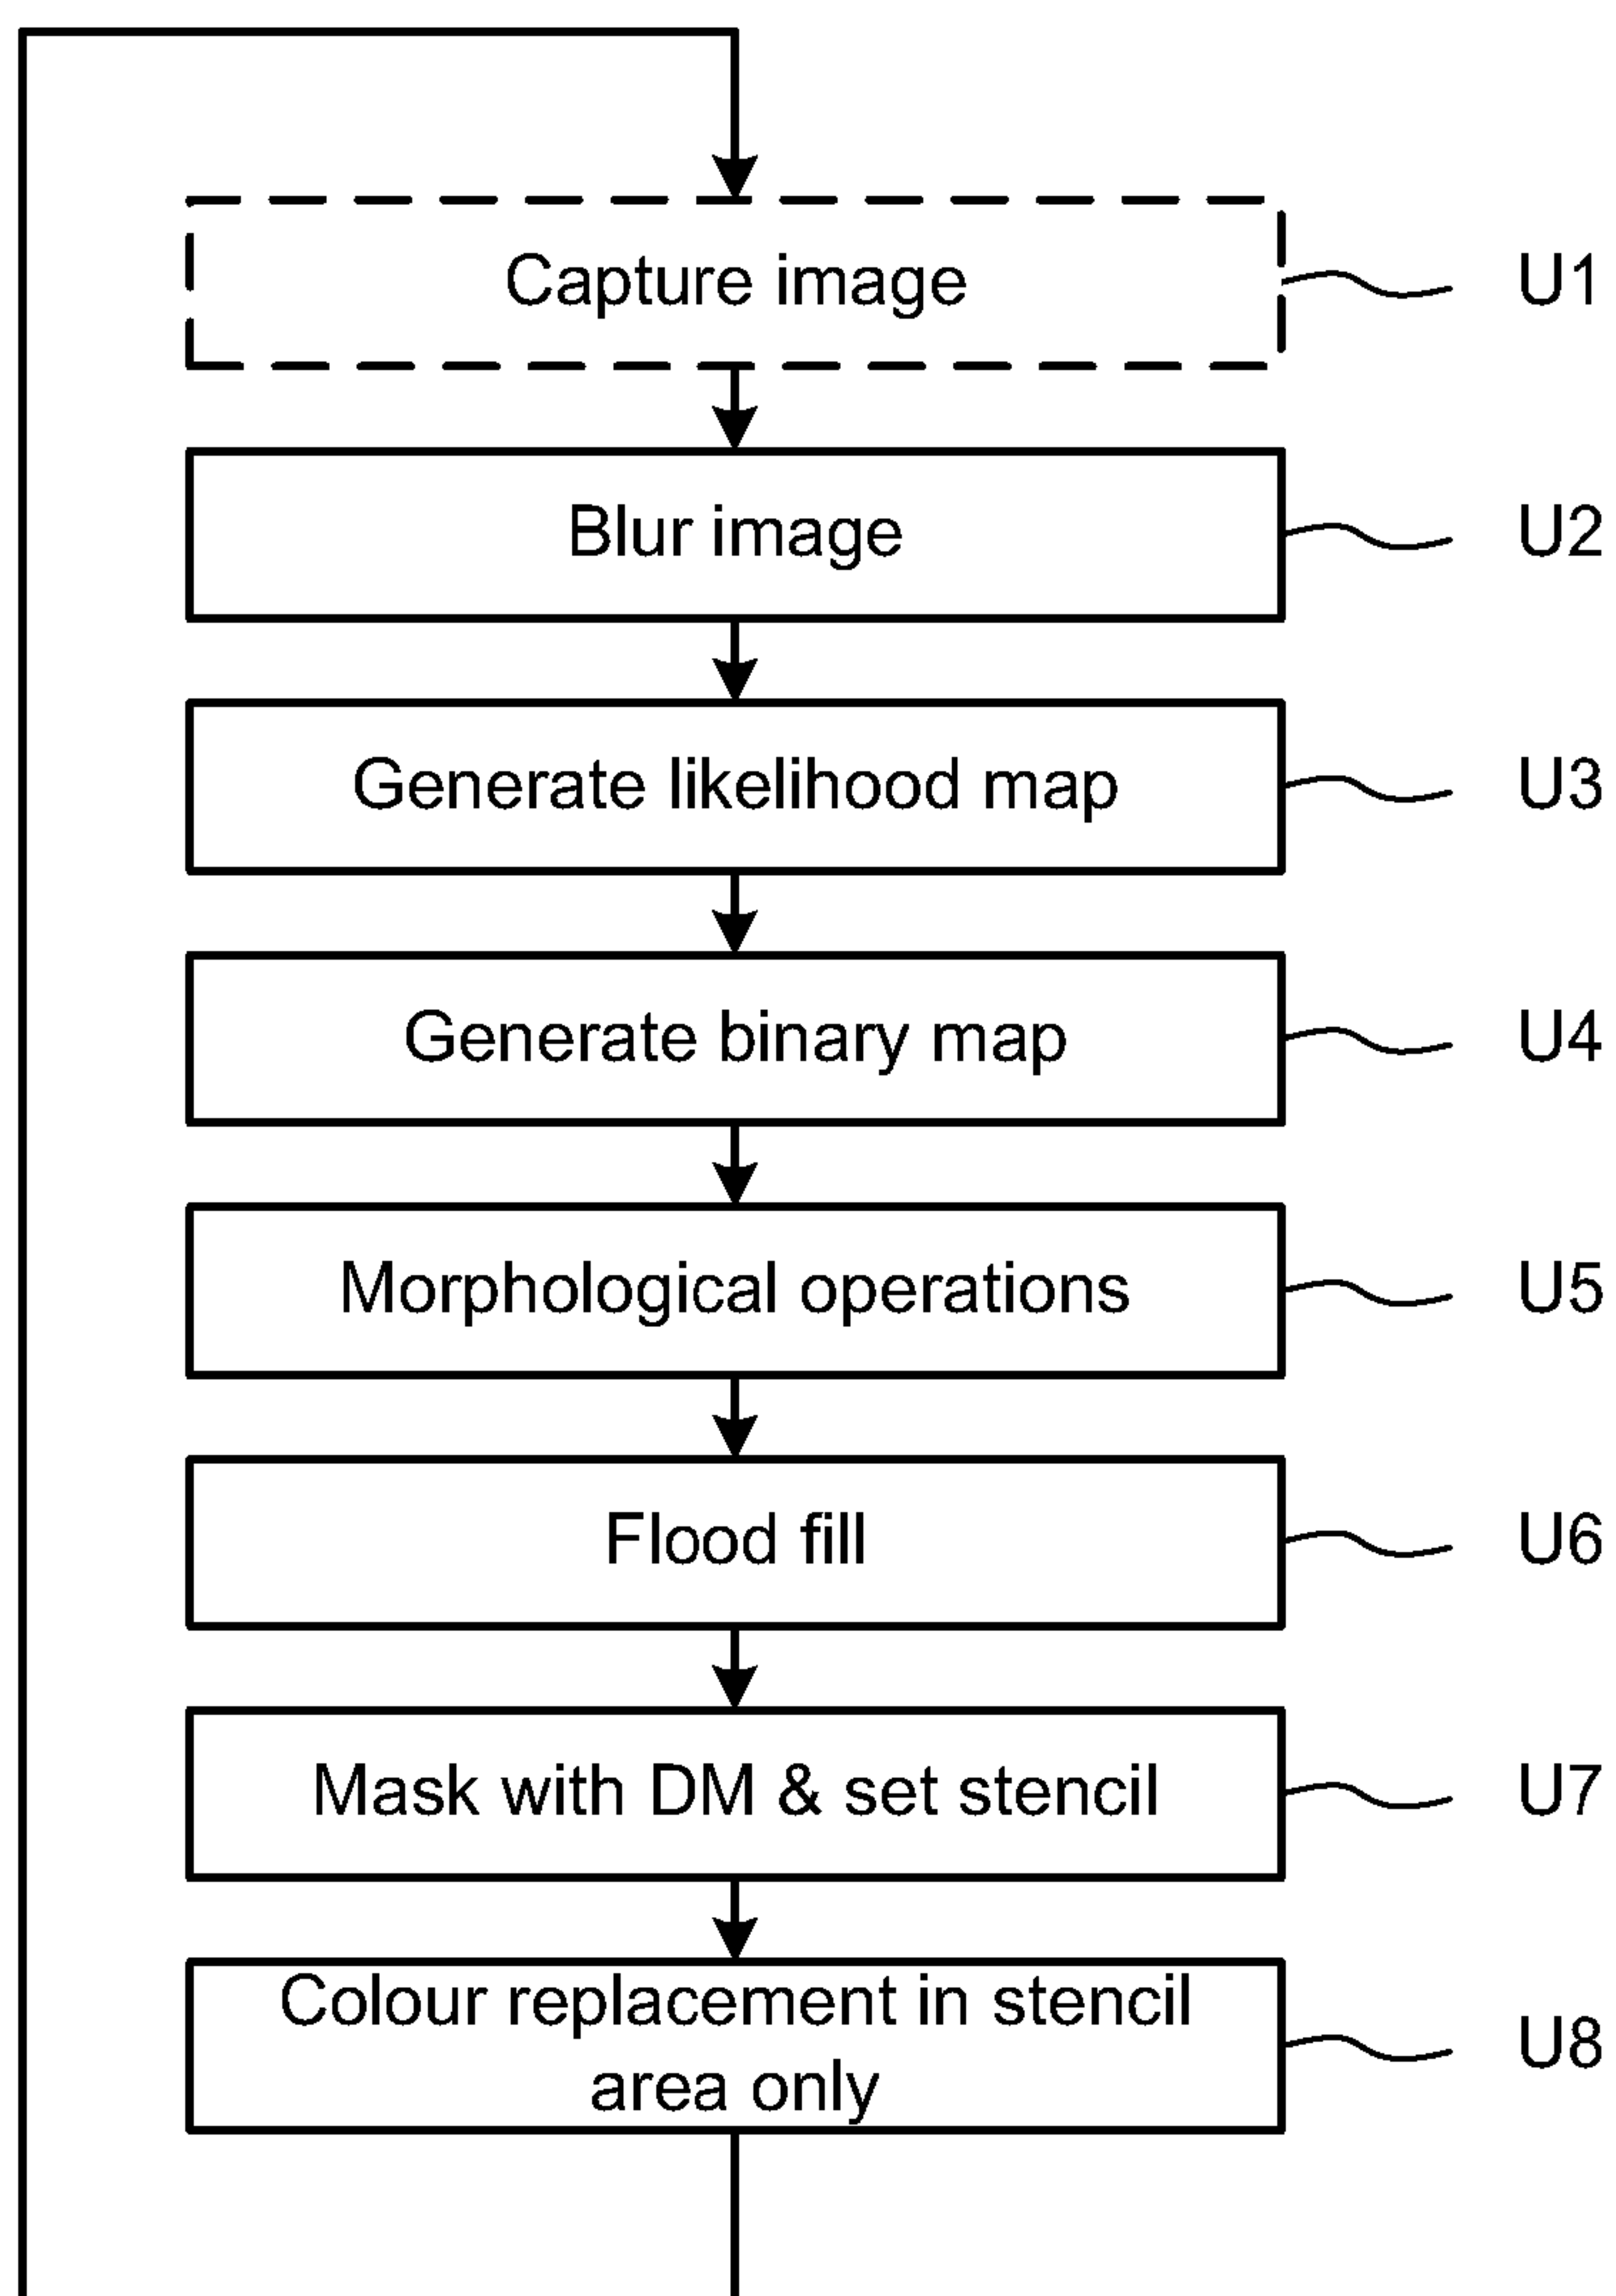 Capture image
U1
Blur image
U2
Generate likelihood map
U3
Generate binary map
U4
Morphological operations
U5
Flood fill
U6
Mask with DM & set stencil
U7
Colour replacement in stencil
area only
U8